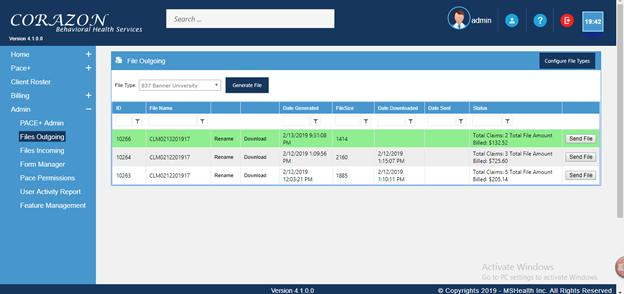 CORAZON
Behavioral Health Services
Version 4.1.0.0
Search ...
admin
19:42
Home
Pace+
Client Roster
Billing
Admin
PACE+ Admin
Files Outgoing
Files Incoming
Form Manager
Pace Permissions
User Activity Report
Feature Management
File Outgoing
Configure File Types
File Type: 837 Banner University
Generate File
ID File Name Date Generated FileSize Date Downloaded Date Sent Status
10266 CLM0213201917 Rename Download 2/13/2019 9:31:08 PM 1414 Total Claims: 2 Total File Amount Billed: $132.52 Send File
10264 CLM0212201917 Rename Download 2/12/2019 1:09:56 PM 2160 2/12/2019 1:15:07 PM Total Claims: 3 Total File Amount Billed: $725.60 Send File
10263 CLM0212201917 Rename Download 2/12/2019 12:03:21 PM 1885 2/12/2019 1:10:11 PM Total Claims: 5 Total File Amount Billed: $205.14 Send File
Activate Windows
Go to PC settings to activate Windows.
Version 4.1.0.0
© Copyrights 2019 - MSHealth Inc. All Rights Reserved.